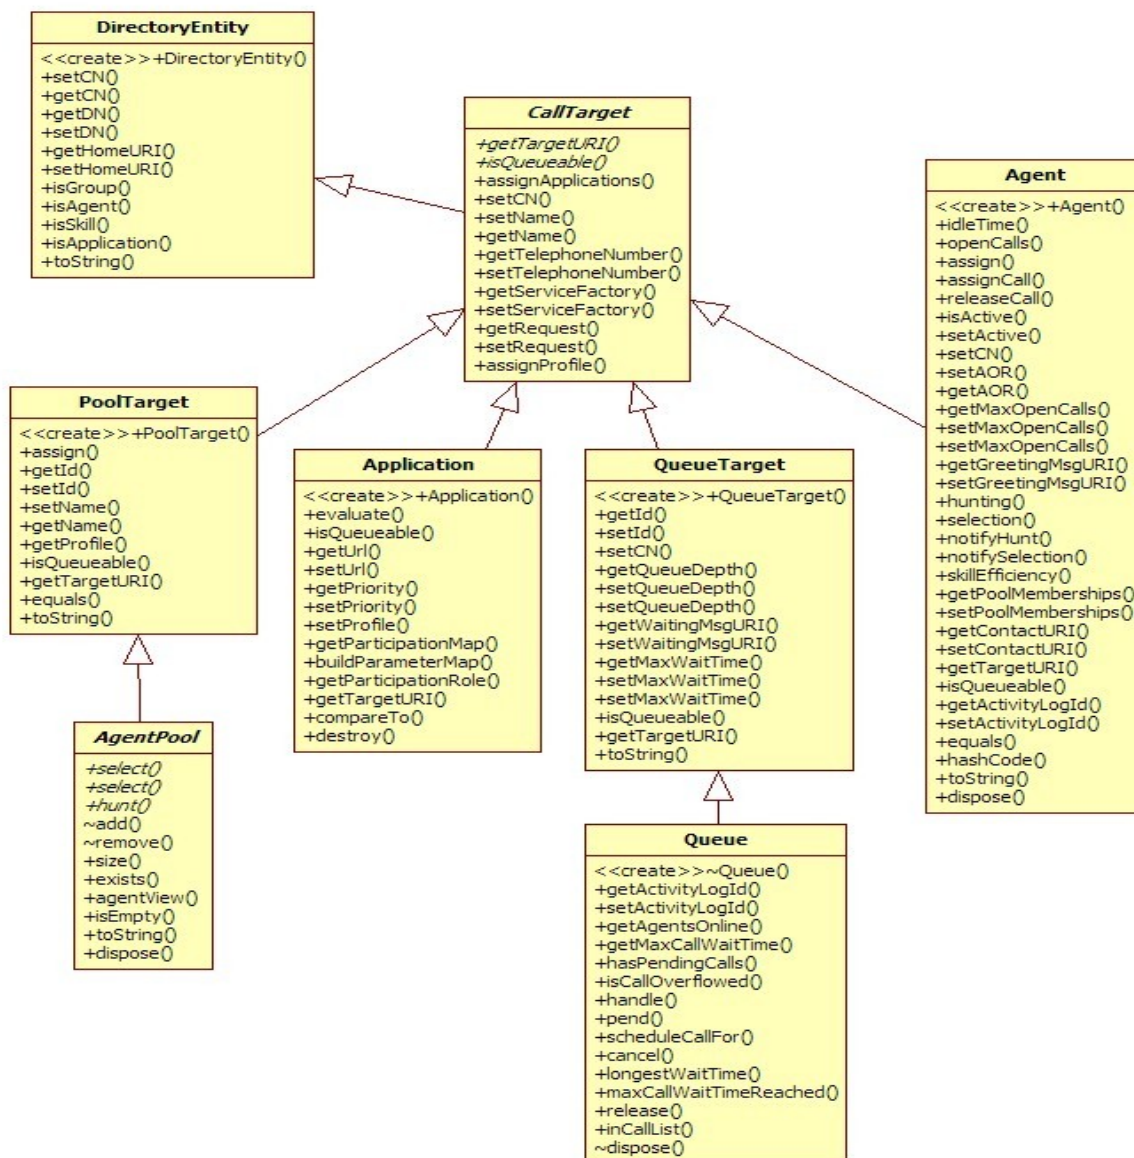 DirectoryEntity
<<create>>+DirectoryEntity()
+setCN()
+getCN()
+getDN()
+setDN()
+getHomeURI()
+setHomeURI()
+isGroup()
+isAgent()
+isSkill()
+isApplication()
+toString()
CallTarget
+getTargetURI()
+isQueueable()
+assignApplications()
+setCN()
+setName()
+getName()
+getTelephoneNumber()
+setTelephoneNumber()
+getServiceFactory()
+setServiceFactory()
+getRequest()
+setRequest()
+assignProfile()
Agent
<<create>>+Agent()
+idleTime()
+openCalls()
+assign()
+assignCall()
+releaseCall()
+isActive()
+setActive()
+setCN()
+setAOR()
+getAOR()
+getMaxOpenCalls()
+setMaxOpenCalls()
+setMaxOpenCalls()
+getGreetingMsgURI()
+setGreetingMsgURI()
+hunting()
+selection()
+notifyHunt()
+notifySelection()
+skillEfficiency()
+getPoolMemberships()
+setPoolMemberships()
+getContactURI()
+setContactURI()
+getTargetURI()
+isQueueable()
+getActivityLogId()
+setActivityLogId()
+equals()
+hashCode()
+toString()
+dispose()
PoolTarget
<<create>>+PoolTarget()
+assign()
+getId()
+setId()
+setName()
+getName()
+getProfile()
+isQueueable()
+getTargetURI()
+equals()
+toString()
Application
<<create>>+Application()
+evaluate()
+isQueueable()
+getUrl()
+setUrl()
+getPriority()
+setPriority()
+setProfile()
+getParticipationMap()
+buildParameterMap()
+getParticipationRole()
+getTargetURI()
+compareTo()
+destroy()
QueueTarget
<<create>>+QueueTarget()
+getId()
+setId()
+setCN()
+getQueueDepth()
+setQueueDepth()
+setQueueDepth()
+getWaitingMsgURI()
+setWaitingMsgURI()
+getMaxWaitTime()
+setMaxWaitTime()
+setMaxWaitTime()
+isQueueable()
+getTargetURI()
+toString()
AgentPool
+select()
+select()
+hunt()
~add()
~remove()
+size()
+exists()
+agentView()
+isEmpty()
+toString()
+dispose()
Queue
<<create>>~Queue()
+getActivityLogId()
+setActivityLogId()
+getAgentsOnline()
+getMaxCallWaitTime()
+hasPendingCalls()
+isCallOverflowed()
+handle()
+pend()
+scheduleCallFor()
+cancel()
+longestWaitTime()
+maxCallWaitTimeReached()
+release()
+inCallList()
~dispose()